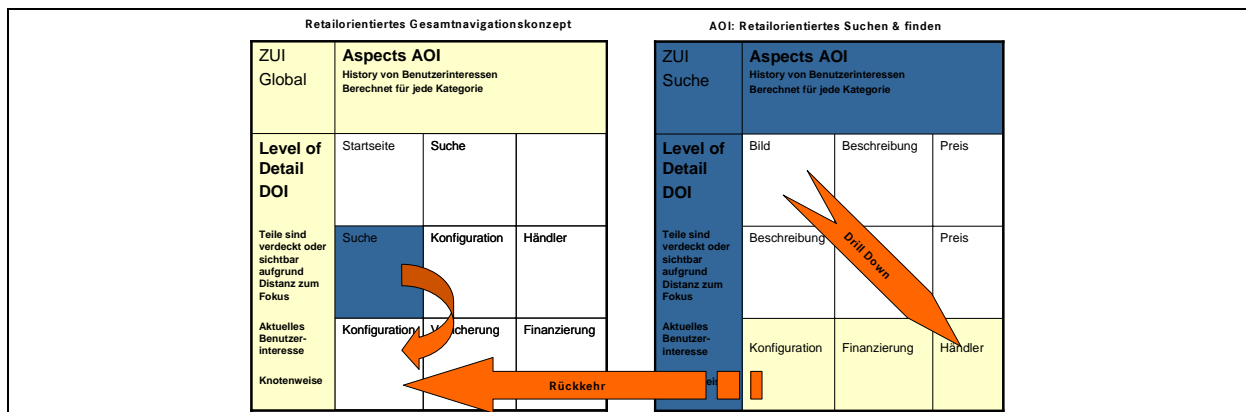 Retailorientiertes Gesamtnavigationskonzept
ZUI
Global
Aspects AOI
History von Benutzerinteressen
Berechnet für jede Kategorie
Level of
Detail
DOI
Startseite
Suche
Teile sind
verdeckt oder
sichtbar
aufgrund
Distanz zum
Fokus
Suche
Konfiguration
Händler
Aktuelles
Benutzer-
interesse
Knotenweise
Konfiguration
Finanzierung
AOI: Retailorientiertes Suchen & finden
ZUI
Suche
Aspects AOI
History von Benutzerinteressen
Berechnet für jede Kategorie
Level of
Detail
DOI
Bild
Beschreibung
Preis
Teile sind
verdeckt oder
sichtbar
aufgrund
Distanz zum
Fokus
Beschreibung
Preis
Drill Down
Aktuelles
Benutzer-
interesse
Konfiguration
Finanzierung
Händler
Rückkehr